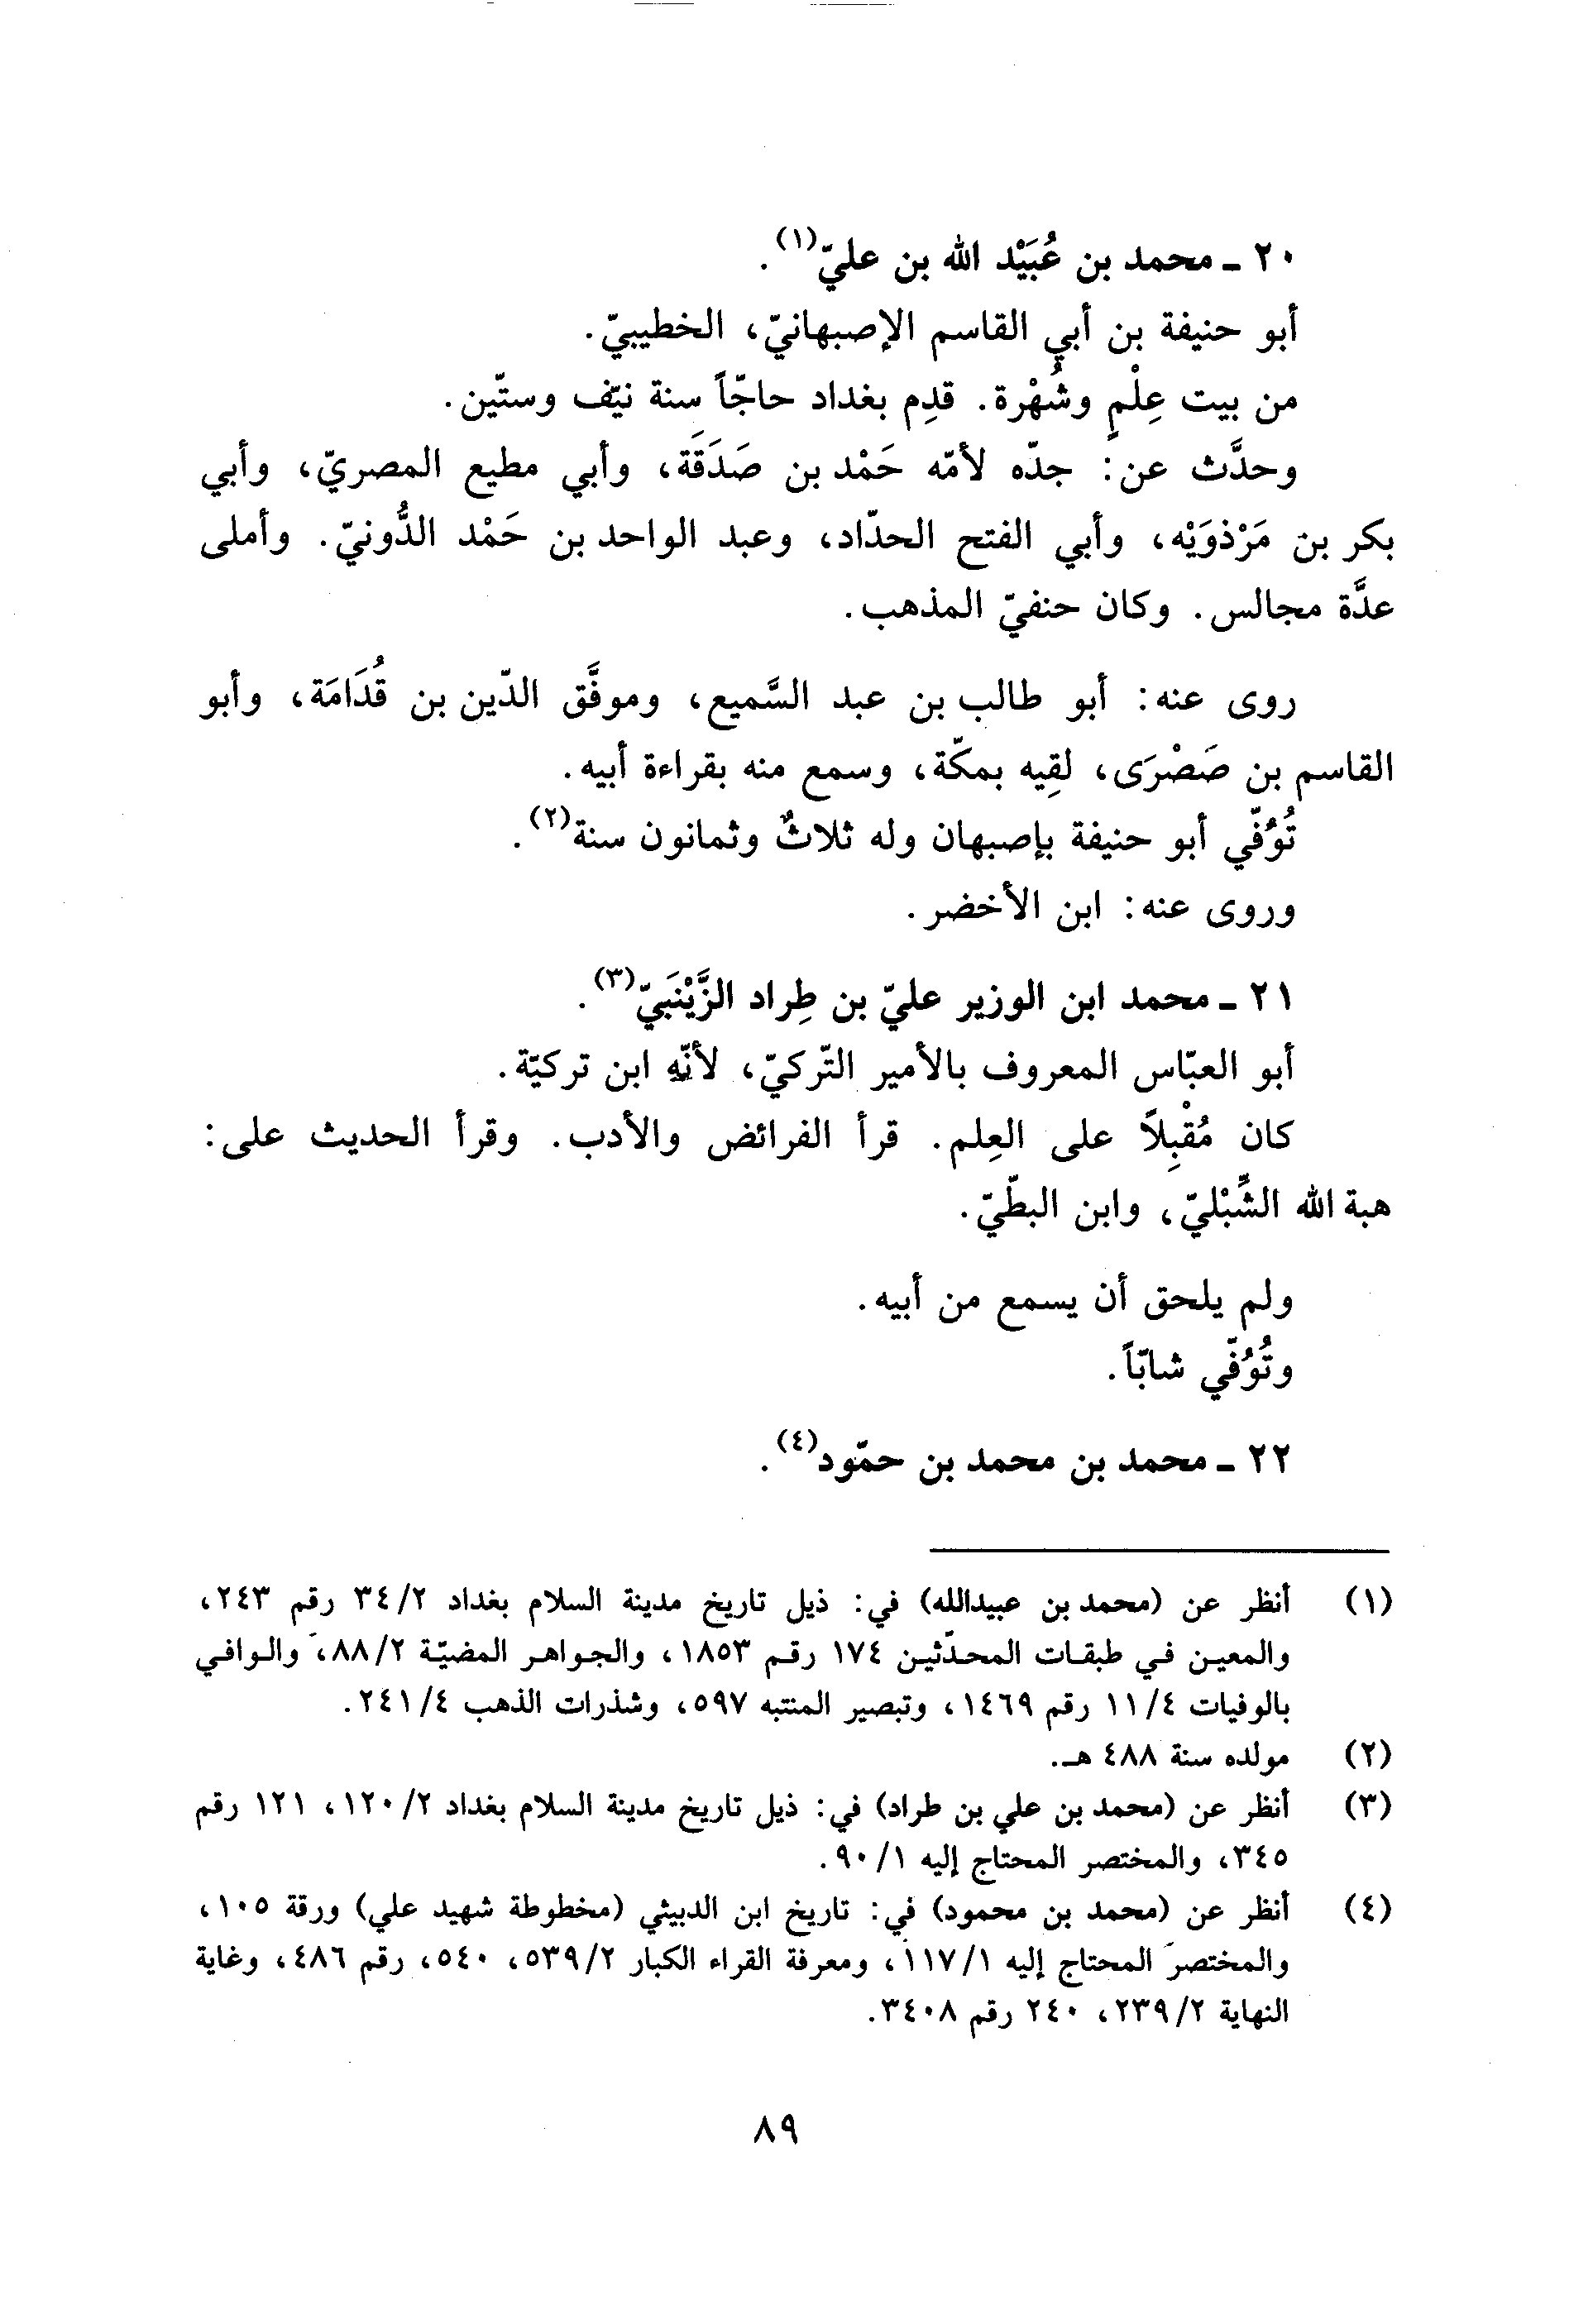 ٢٠ ـ محمد بن عُبَيْد الله بن عليّ(١).
أبو حنيفة بن أبي القاسم الإصبهانيّ، الخطيبيّ.
من بيت عِلْمٍ وشُهْرة. قدِم بغداد حاجّاً سنة نيّف وستّين.
وحدَّث عن: جدّه لأمّه حَمْد بن صَدَقَة، وأبي مطيع المصريّ، وأبي
بكر بن مَرْذوَيْه، وأبي الفتح الحدّاد، وعبد الواحد بن حَمْد الدُّونيّ. وأملى
عدَّة مجالس. وكان حنفيّ المذهب.
روى عنه: أبو طالب بن عبد السَّميع، وموفَّق الدّين بن قُدَامَة، وأبو
القاسم بن صَصْرَى، لقِيه بمكّة، وسمع منه بقراءة أبيه.
تُوُفّي أبو حنيفة بإصبهان وله ثلاثٌ وثمانون سنة(٢).
وروى عنه: ابن الأخضر.
٢١ ـ محمد ابن الوزير عليّ بن طِراد الزَّيْنَبيّ(٣).
أبو العبّاس المعروف بالأمير التّركيّ، لأنّه ابن تركيّة.
كان مُقْبِلاً على العِلم. قرأ الفرائض والأدب. وقرأ الحديث على:
هبة الله الشِّبْليّ، وابن البطّيّ.
ولم يلحق أن يسمع من أبيه.
وتُوُفّي شابّاً.
٢٢ ـ محمد بن محمد بن حمّود(٤).
(١) أنظر عن (محمد بن عبيدالله) في: ذيل تاريخ مدينة السلام بغداد ٣٤/٢ رقم ٢٤٣،
والمعين في طبقات المحدّثين ١٧٤ رقم ١٨٥٣، والجواهر المضيّة ٨٨/٢، والوافي
بالوفيات ١١/٤ رقم ١٤٦٩، وتبصير المنتبه ٥٩٧، وشذرات الذهب ٢٤١/٤.
(٢) مولده سنة ٤٨٨ هـ.
(٣) أنظر عن (محمد بن علي بن طراد) في: ذيل تاريخ مدينة السلام بغداد ١٢٠/٢، ١٢١ رقم
٣٤٥، والمختصر المحتاج إليه ٩٠/١.
(٤) أنظر عن (محمد بن محمود) في: تاريخ ابن الدبيثي (مخطوطة شهيد علي) ورقة ١٠٥،
والمختصر المحتاج إليه ١١٧/١، ومعرفة القراء الكبار ٥٣٩/٢، ٥٤٠، رقم ٤٨٦، وغاية
النهاية ٢٣٩/٢، ٢٤٠ رقم ٣٤٠٨.
٨٩